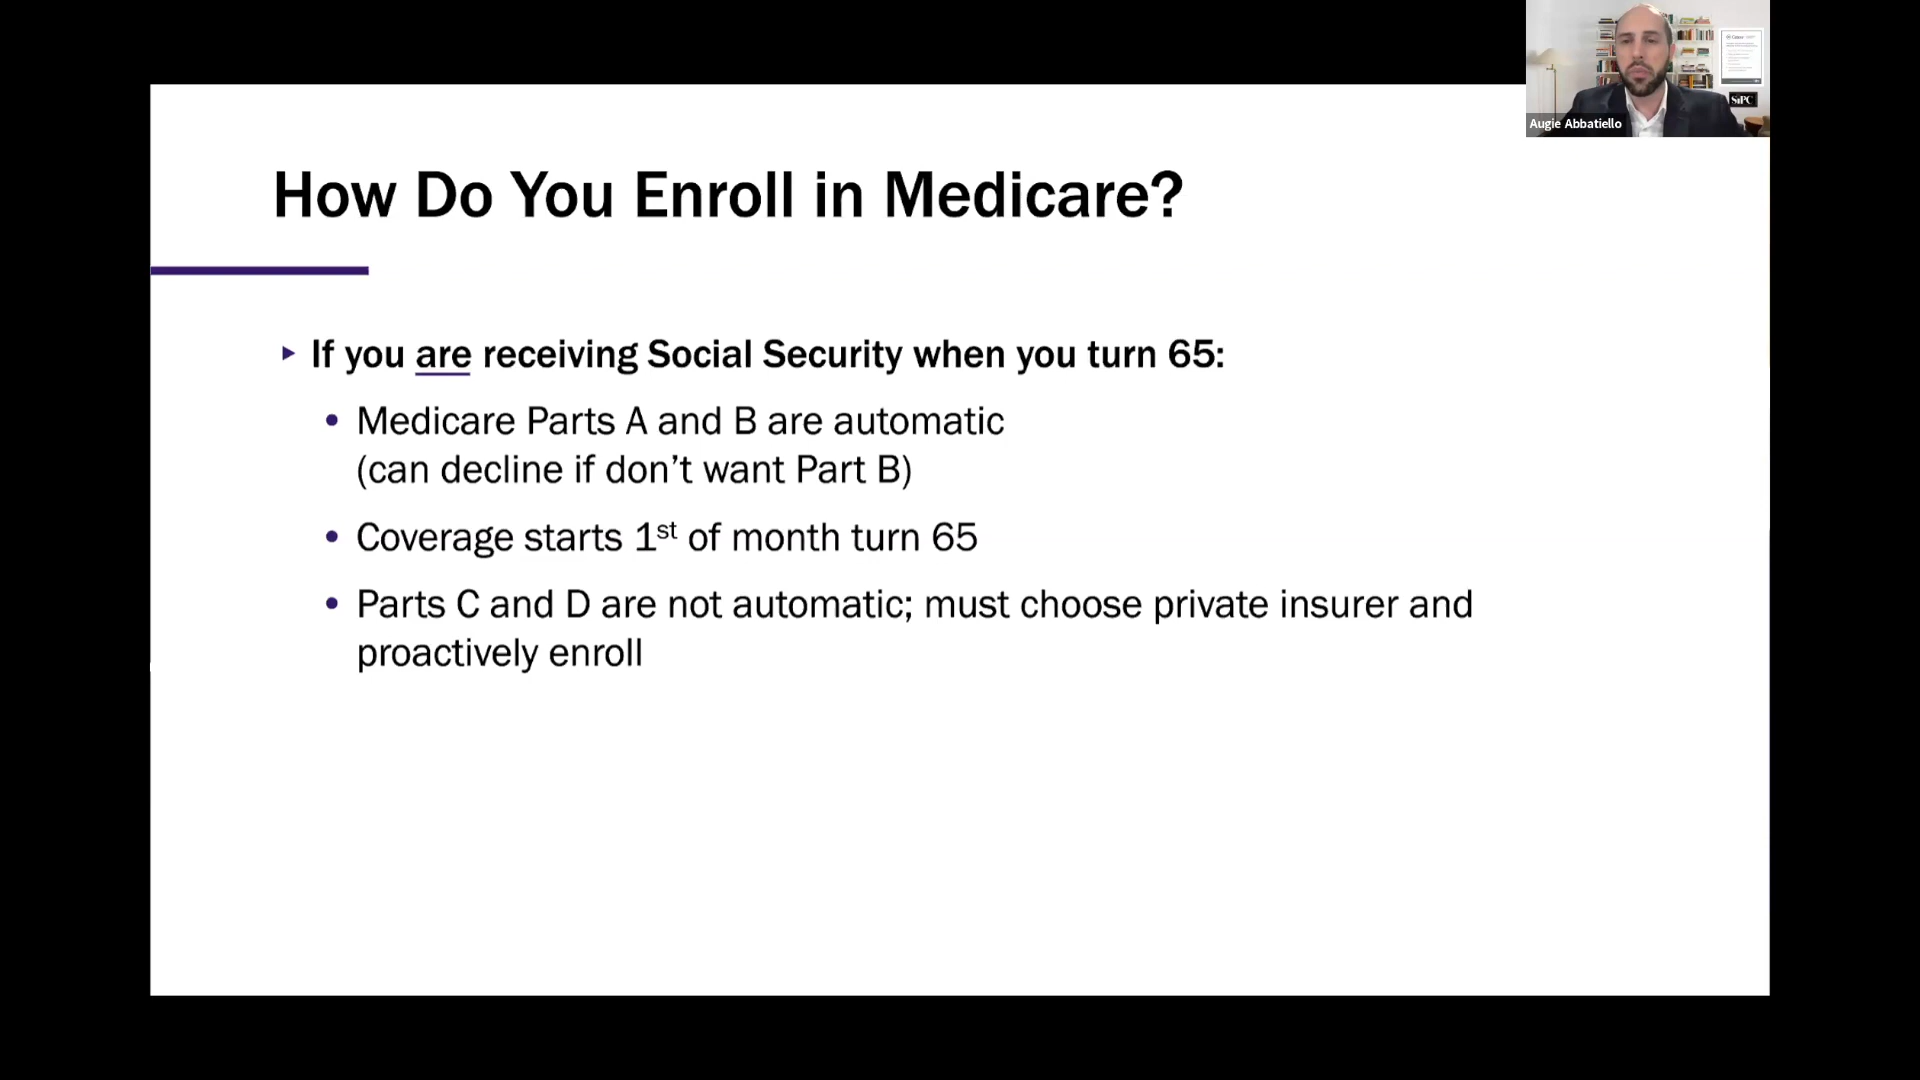 How Do You Enroll in Medicare?
If you are receiving Social Security when you turn 65:
Medicare Parts A and B are automatic
(can decline if don’t want Part B)
Coverage starts 1st of month turn 65
Parts C and D are not automatic; must choose private insurer and
proactively enroll
SiPC
Augie Abbatiello